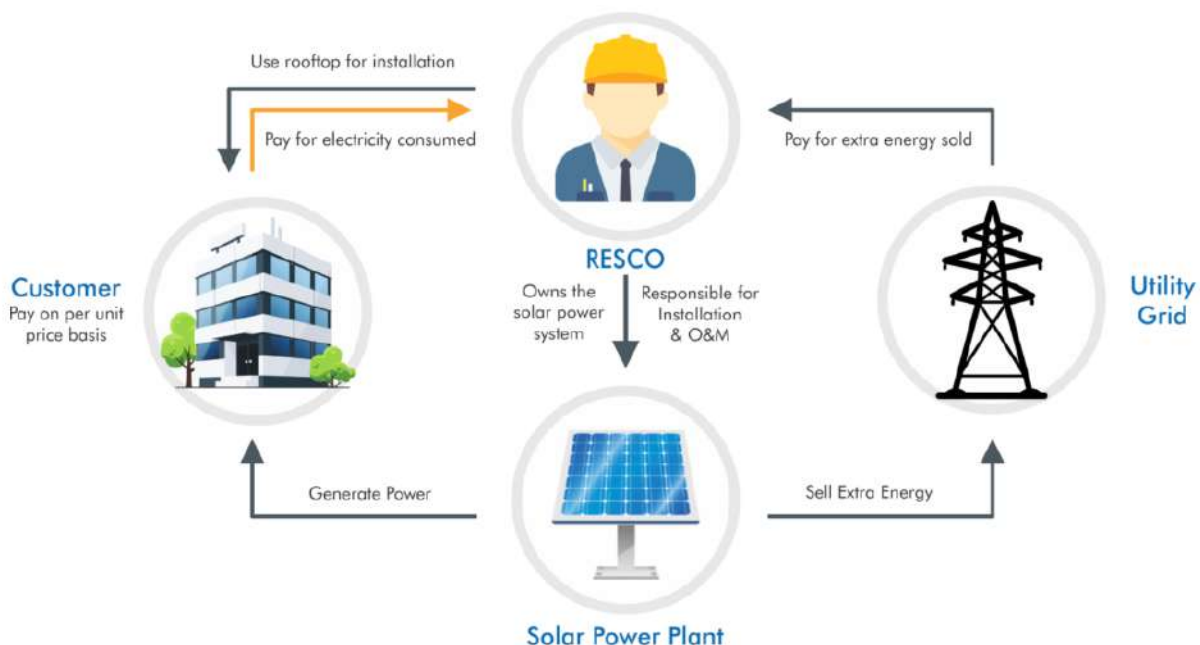 Use rooftop for installation
Pay for electricity consumed
Pay for extra energy sold
RESCO
Customer
Pay on per unit
price basis
Owns the
solar power
system
Responsible for
Installation
& O&M
Utility
Grid
Generate Power
Sell Extra Energy
Solar Power Plant